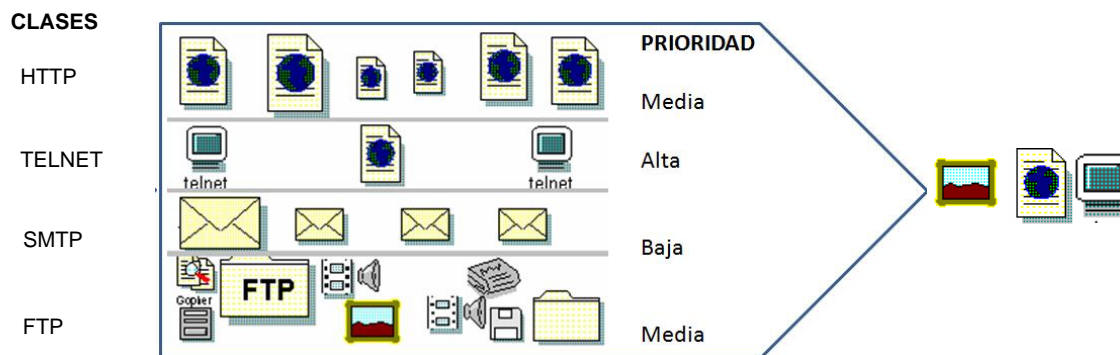 CLASES
PRIORIDAD
HTTP
Media
TELNET
Alta
telnet
telnet
SMTP
Baja
Gopher
FTP
FTP
Media